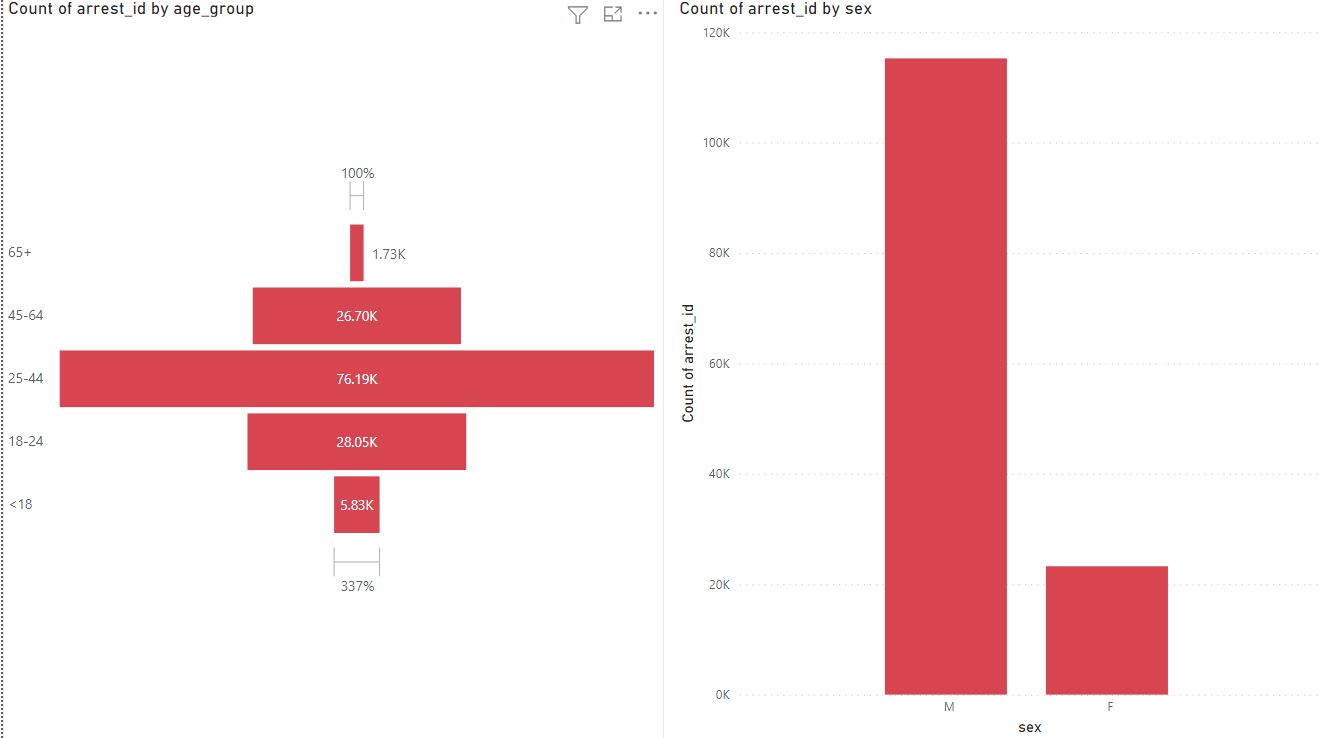 Count of arrest_id by age_group
100%
65+
1.73K
45-64
26.70K
25-44
76.19K
18-24
28.05K
<18
5.83K
337%
Count of arrest_id by sex
120K
100K
80K
60K
40K
20K
0K
Count of arrest_id
M
F
sex